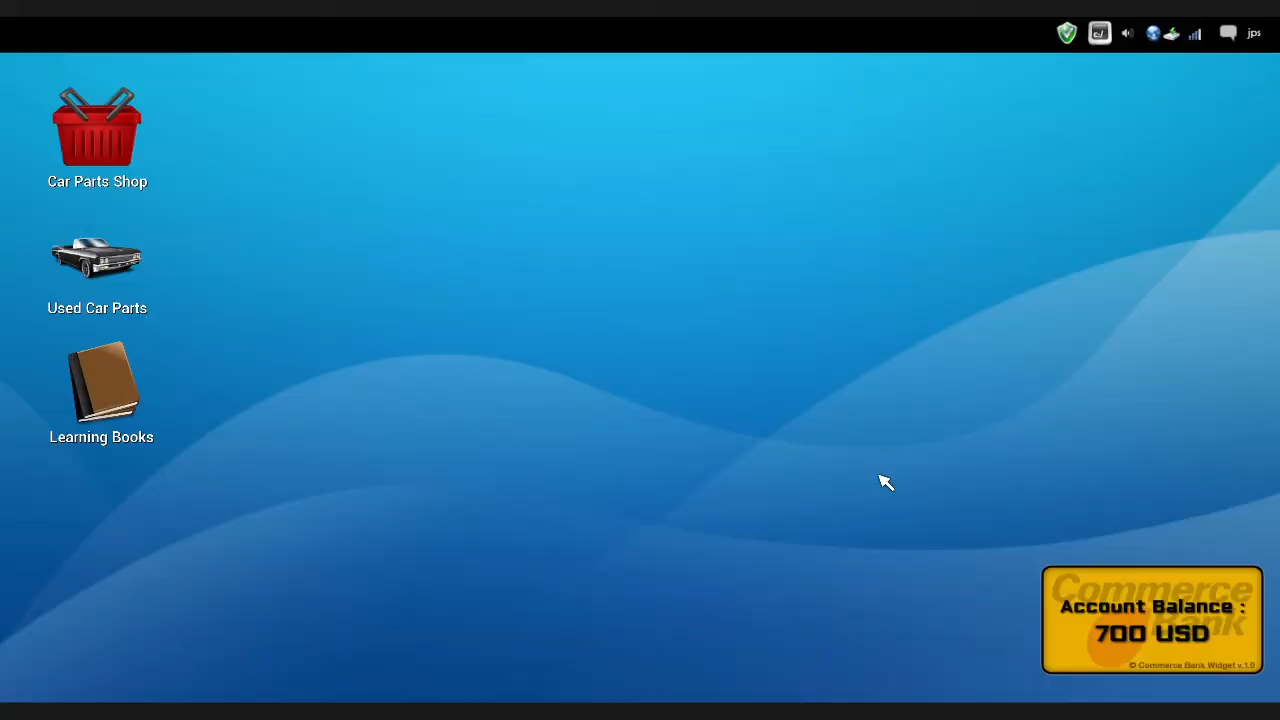 c:/
jps
Car Parts Shop
Used Car Parts
Learning Books
Commerce
Bank
Account Balance :
700 USD
© Commerce Bank Widget v.1.0